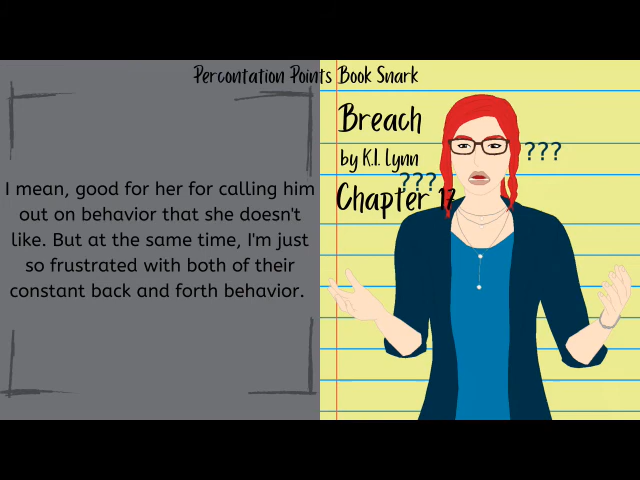 Percontation Points Book Snark
Breach
by K.I. Lynn
???
???
Chapter 17
I mean, good for her for calling him
out on behavior that she doesn't
like. But at the same time, I'm just
so frustrated with both of their
constant back and forth behavior.